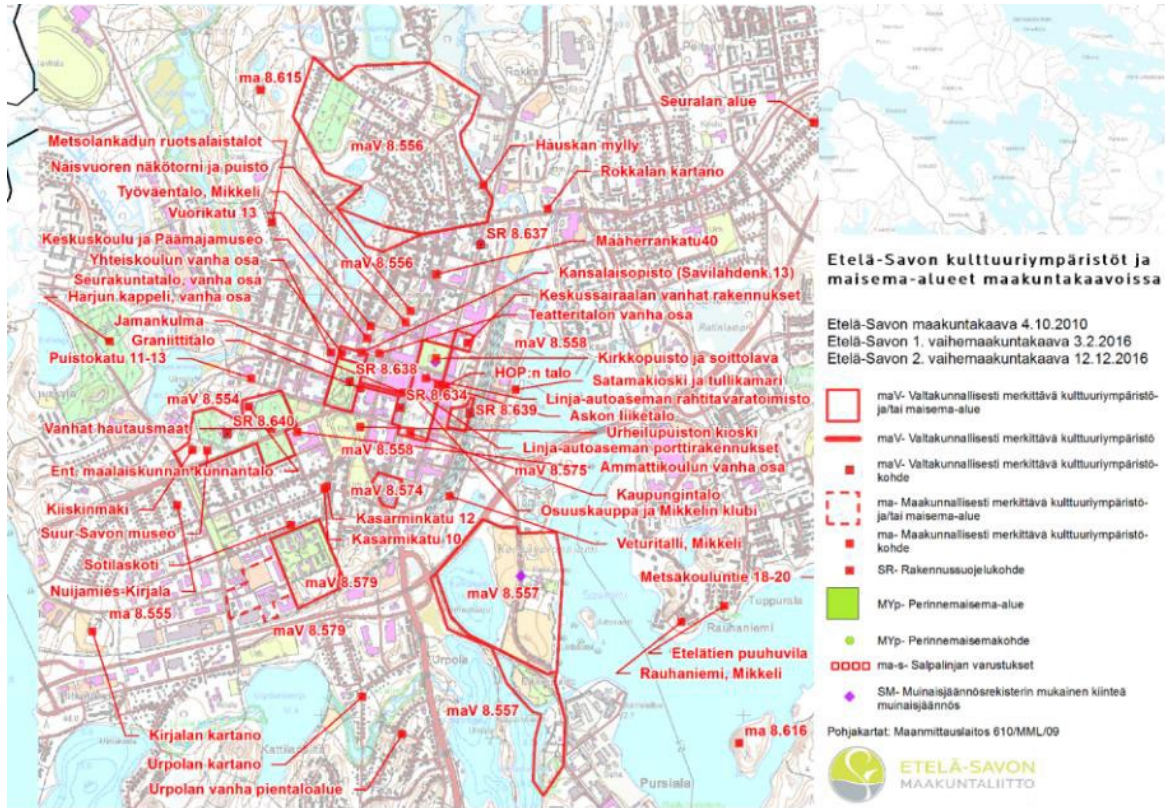 ma 8.615
Seuralan alue
Metsolankadun ruotsalaistalot
maV 8.556
Hauskan mylly
Naisvuoren näkötorni ja puisto
Rokkalan kartano
Työväentalo, Mikkeli
Vuorikatu 13
SR 8.637
Keskuskoulu ja Päämajamuseo
maV 8.556
Maaherrankatu40
Yhteiskoulun vanha osa
Kansalaisopisto (Savilahdenk.13)
Seurakuntatalo, vanha osa
Keskussairaalan vanhat rakennukset
Harjun kappeli, vanha osa
Teatteritalon vanha osa
Jamankulma
Graniittitalo
maV 8.558
Kirkkopuisto ja soittolava
Puistokatu 11-13
SR 8.638
HOP:n talo
Satamakioski ja tullikamari
maV 8.554
SR 8.634
Linja-autoaseman rahtitavaratoimisto
SR 8.639
Askon liiketalo
Vanhat hautausmaat
SR 8.640
Urheilupuiston kioski
maV 8.558
Linja-autoaseman porttirakennukset
Ent. maalaiskunnan kunnantalo
maV 8.575
Ammattikoulun vanha osa
maV 8.574
Kaupungintalo
Kiiskinmäki
Kasarminkatu 12
Osuuskauppa ja Mikkelin klubi
Suur-Savon museo
Kasarmikatu 10
Veturitalli, Mikkeli
Sotilaskoti
Metsäkouluntie 18-20
Nuijamies-Kirjala
maV 8.579
maV 8.557
Tuppurala
ma 8.555
maV 8.579
Rauhaniemi
Urpola
Etelätien puuhuvila
Rauhaniemi, Mikkeli
maV 8.557
Kirjalan kartano
ma 8.616
Urpolan kartano
Urpolan vanha pientaloalue
Pursiala
Etelä-Savon kulttuuriympäristöt ja
maisema-alueet maakuntakaavoissa
Etelä-Savon maakuntakaava 4.10.2010
Etelä-Savon 1. vaihemaakuntakaava 3.2.2016
Etelä-Savon 2. vaihemaakuntakaava 12.12.2016
maV- Valtakunnallisesti merkittävä kulttuuriympäristö-
ja/tai maisema-alue
maV- Valtakunnallisesti merkittävä kulttuuriympäristö
maV- Valtakunnallisesti merkittävä kulttuuriympäristö-
kohde
ma- Maakunnallisesti merkittävä kulttuuriympäristö-
ja/tai maisema-alue
ma- Maakunnallisesti merkittävä kulttuuriympäristö-
kohde
SR- Rakennussuojelukohde
MYp- Perinnemaisema-alue
MYp- Perinnemaisemakohde
ma-s- Salpalinjan varustukset
SM- Muinaisjäännösrekisterin mukainen kiinteä
muinaisjäännös
Pohjakartat: Maanmittauslaitos 610/MML/09
ETELÄ-SAVON
MAAKUNTALIITTO